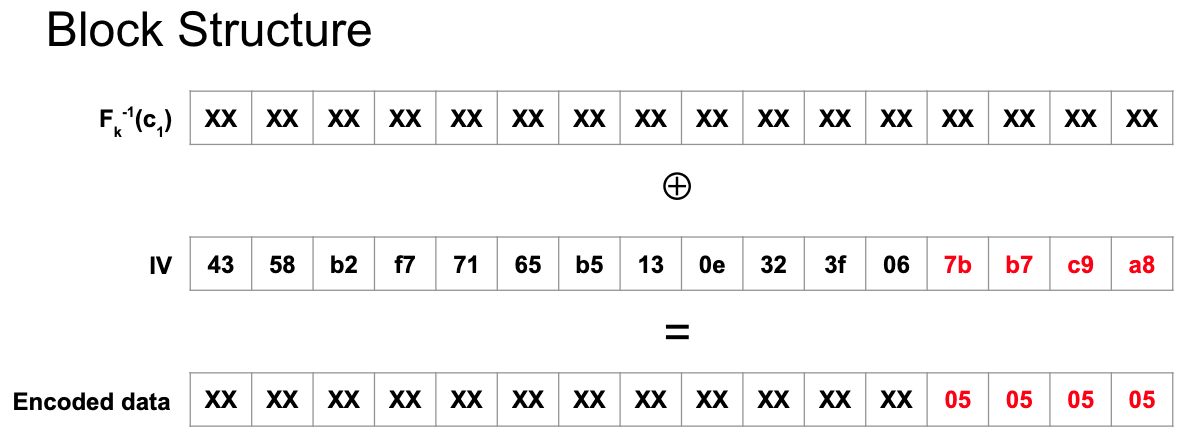 Block Structure
Fk-1(c1) XX XX XX XX XX XX XX XX XX XX XX XX XX XX XX XX
⊕
IV 43 58 b2 f7 71 65 b5 13 0e 32 3f 06 7b b7 c9 a8
=
Encoded data XX XX XX XX XX XX XX XX XX XX XX XX 05 05 05 05